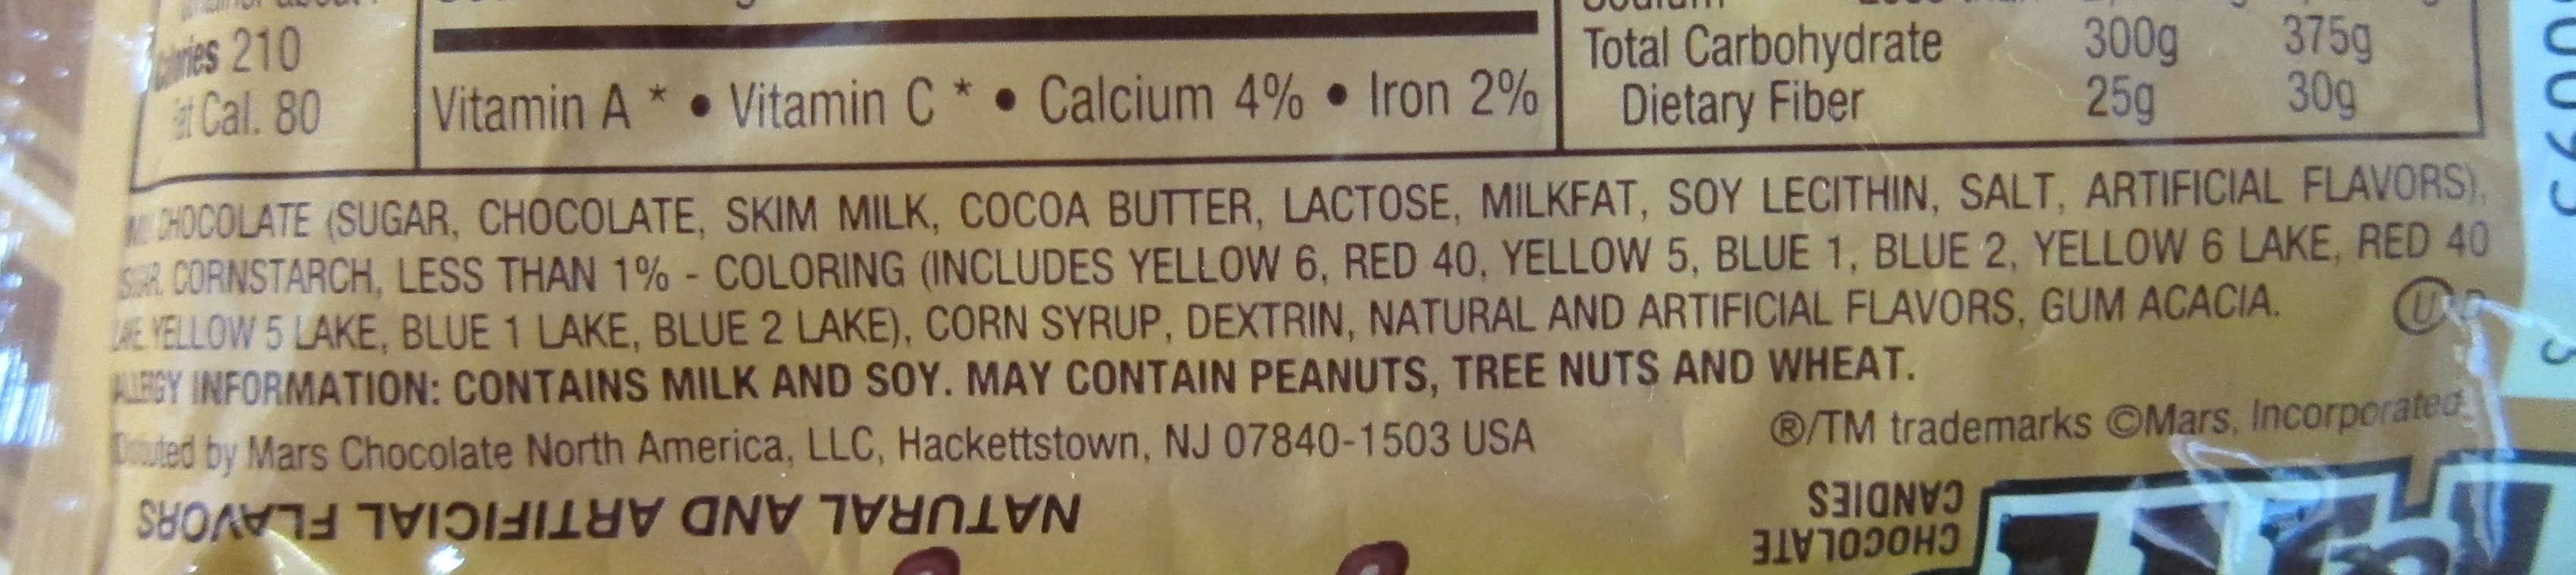 Calories 210
Fat Cal. 80
Vitamin A * • Vitamin C * • Calcium 4% • Iron 2%
Total Carbohydrate 300g 375g
Dietary Fiber 25g 30g
CHOCOLATE (SUGAR, CHOCOLATE, SKIM MILK, COCOA BUTTER, LACTOSE, MILKFAT, SOY LECITHIN, SALT, ARTIFICIAL FLAVORS),
SUGAR, CORNSTARCH, LESS THAN 1% - COLORING (INCLUDES YELLOW 6, RED 40, YELLOW 5, BLUE 1, BLUE 2, YELLOW 6 LAKE, RED 40
LAKE, YELLOW 5 LAKE, BLUE 1 LAKE, BLUE 2 LAKE), CORN SYRUP, DEXTRIN, NATURAL AND ARTIFICIAL FLAVORS, GUM ACACIA. U D
ALLERGY INFORMATION: CONTAINS MILK AND SOY. MAY CONTAIN PEANUTS, TREE NUTS AND WHEAT.
Distributed by Mars Chocolate North America, LLC, Hackettstown, NJ 07840-1503 USA
®/TM trademarks ©Mars, Incorporated
NATURAL AND ARTIFICIAL FLAVORS
CHOCOLATE
CANDIES